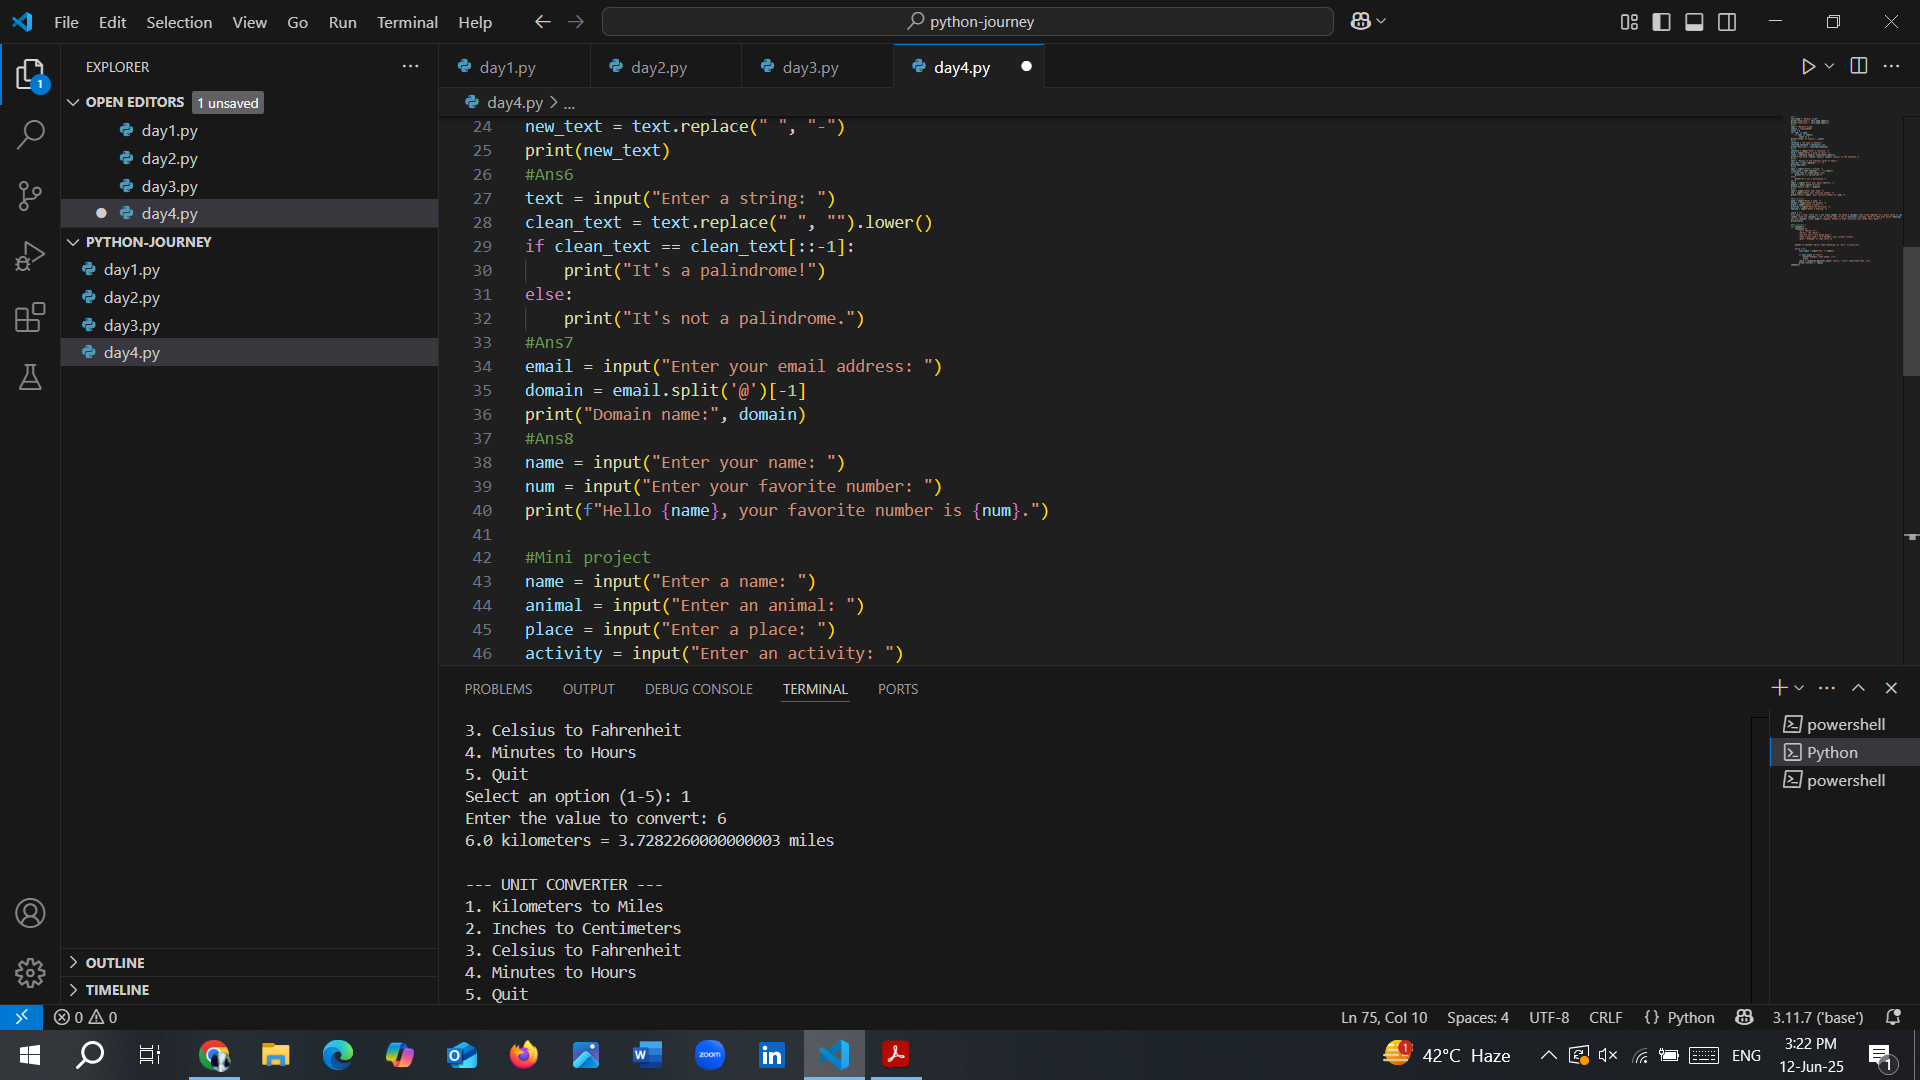 File Edit Selection View Go Run Terminal Help
python-journey
EXPLORER
1
OPEN EDITORS 1 unsaved
day1.py
day2.py
day3.py
day4.py
PYTHON-JOURNEY
day1.py
day2.py
day3.py
day4.py
OUTLINE
TIMELINE
day1.py day2.py day3.py day4.py
day4.py > ...
24 new_text = text.replace(" ", "-")
25 print(new_text)
26 #Ans6
27 text = input("Enter a string: ")
28 clean_text = text.replace(" ", "").lower()
29 if clean_text == clean_text[::-1]:
30     print("It's a palindrome!")
31 else:
32     print("It's not a palindrome.")
33 #Ans7
34 email = input("Enter your email address: ")
35 domain = email.split('@')[-1]
36 print("Domain name:", domain)
37 #Ans8
38 name = input("Enter your name: ")
39 num = input("Enter your favorite number: ")
40 print(f"Hello {name}, your favorite number is {num}.")
41
42 #Mini project
43 name = input("Enter a name: ")
44 animal = input("Enter an animal: ")
45 place = input("Enter a place: ")
46 activity = input("Enter an activity: ")
PROBLEMS OUTPUT DEBUG CONSOLE TERMINAL PORTS
3. Celsius to Fahrenheit
4. Minutes to Hours
5. Quit
Select an option (1-5): 1
Enter the value to convert: 6
6.0 kilometers = 3.7282260000000003 miles
--- UNIT CONVERTER ---
1. Kilometers to Miles
2. Inches to Centimeters
3. Celsius to Fahrenheit
4. Minutes to Hours
5. Quit
powershell
Python
powershell
0 0
Ln 75, Col 10 Spaces: 4 UTF-8 CRLF {} Python 3.11.7 ('base')
zoom
1
42°C Haze
ENG
3:22 PM
12-Jun-25
1